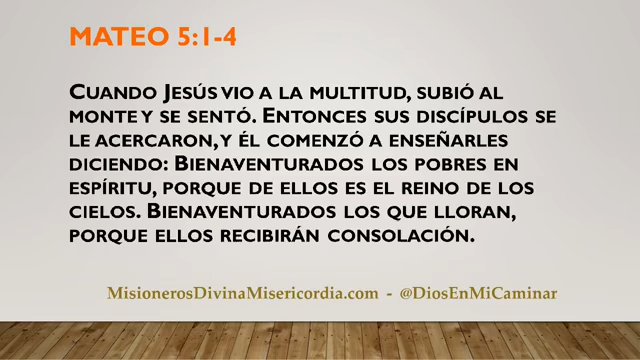 MATEO 5:1-4
CUANDO JESÚS VIO A LA MULTITUD, SUBIÓ AL
MONTE Y SE SENTÓ. ENTONCES SUS DISCÍPULOS SE
LE ACERCARON, Y ÉL COMENZÓ A ENSEÑARLES
DICIENDO: BIENAVENTURADOS LOS POBRES EN
ESPÍRITU, PORQUE DE ELLOS ES EL REINO DE LOS
CIELOS. BIENAVENTURADOS LOS QUE LLORAN,
PORQUE ELLOS RECIBIRÁN CONSOLACIÓN.
MisionerosDivinaMisericordia.com - @DiosEnMiCaminar